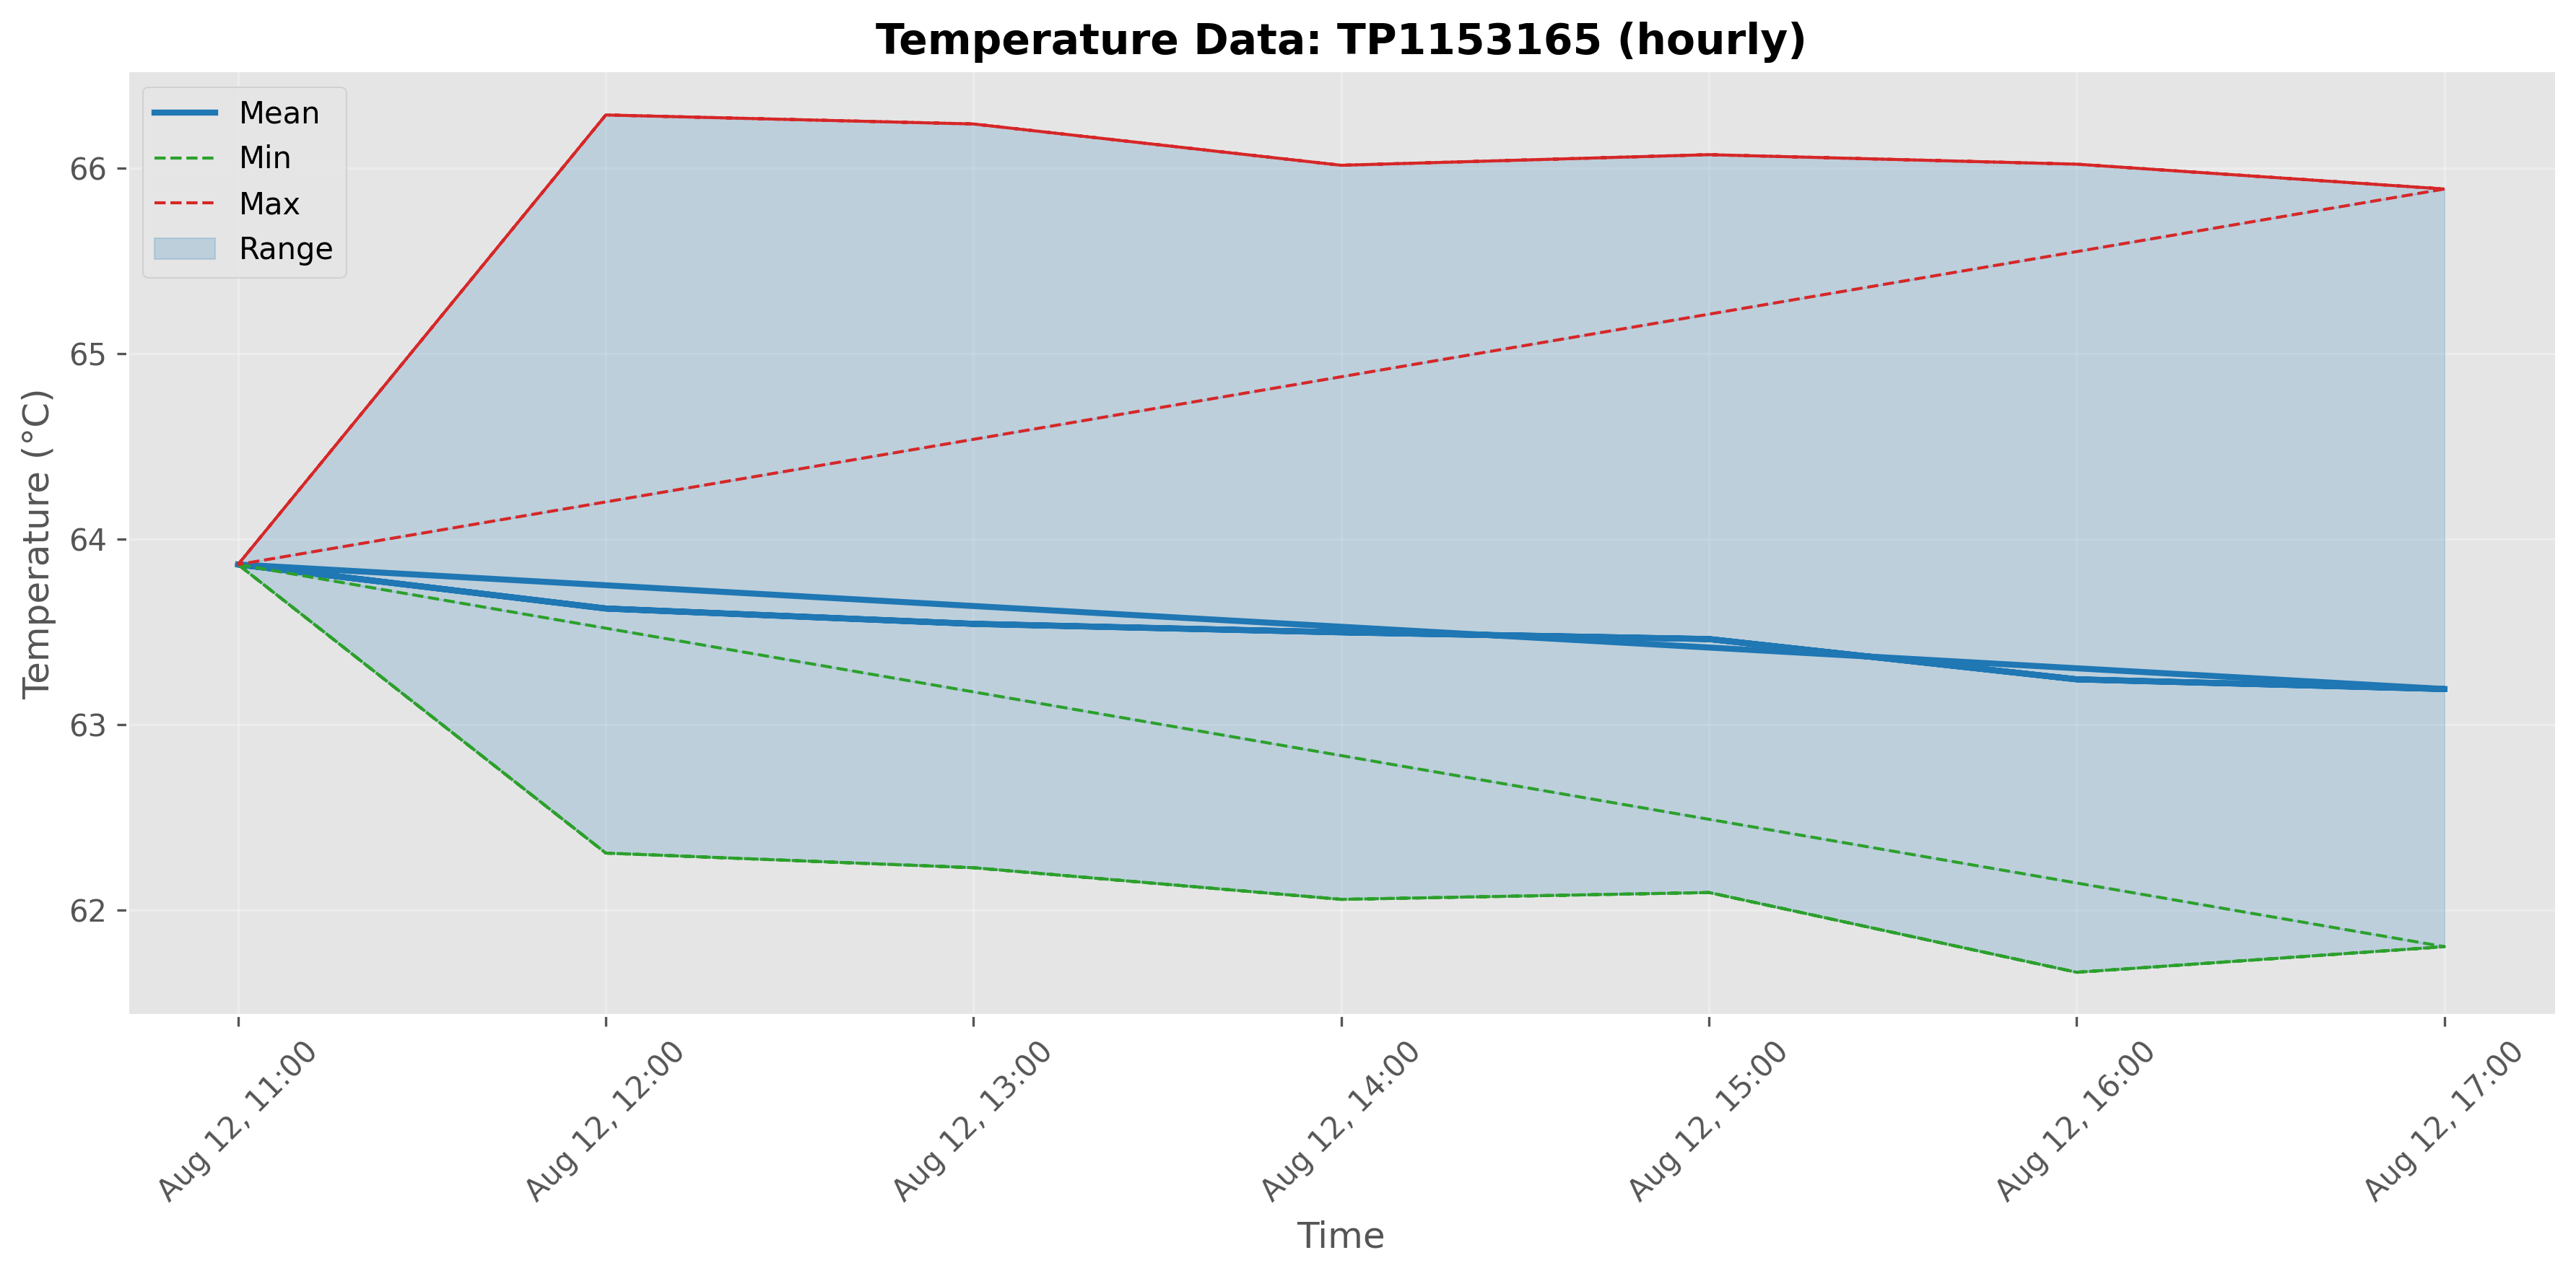 Temperature Data: TP1153165 (hourly)
Mean
Min
Max
Range
Temperature (°C)
66
65
64
63
62
Aug 12, 11:00
Aug 12, 12:00
Aug 12, 13:00
Aug 12, 14:00
Aug 12, 15:00
Aug 12, 16:00
Aug 12, 17:00
Time